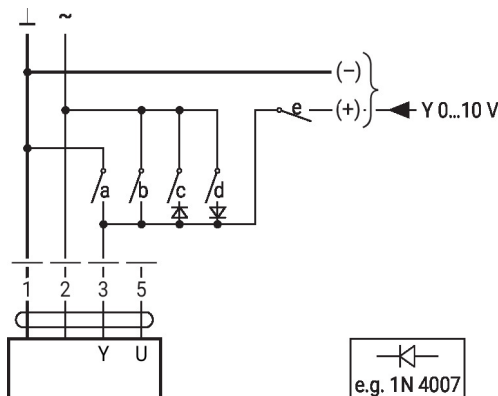 ⊥ ~
(–)
e (+) Y 0...10 V
a b c d
1 2 3 5
Y U
e.g. 1N 4007